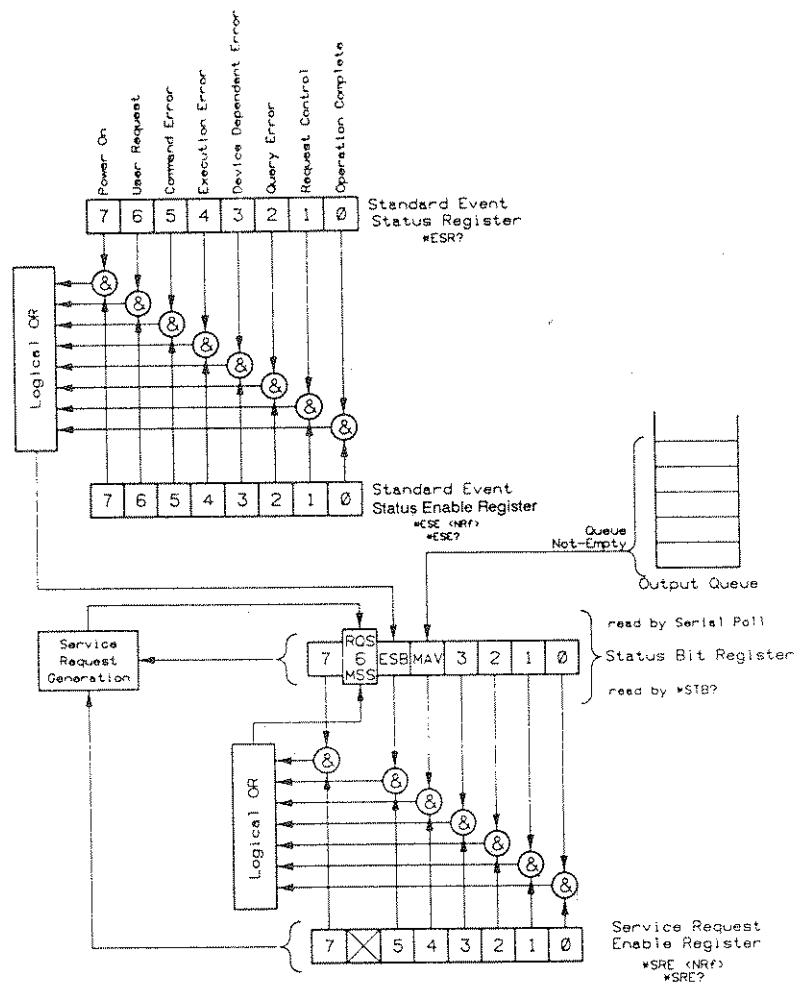 Power On
User Request
Command Error
Execution Error
Device Dependent Error
Query Error
Request Control
Operation Complete
7 6 5 4 3 2 1 0
Standard Event
Status Register
*ESR?
&
&
&
&
&
&
&
&
Logical OR
7 6 5 4 3 2 1 0
Standard Event
Status Enable Register
*ESE <NRf>
*ESE?
Queue
Not-Empty
Output Queue
Service
Request
Generation
7 RQS 6 MSS ESB MAV 3 2 1 0
read by Serial Poll
Status Bit Register
read by *STB?
&
&
&
&
&
&
&
Logical OR
7 5 4 3 2 1 0
Service Request
Enable Register
*SRE <NRf>
*SRE?